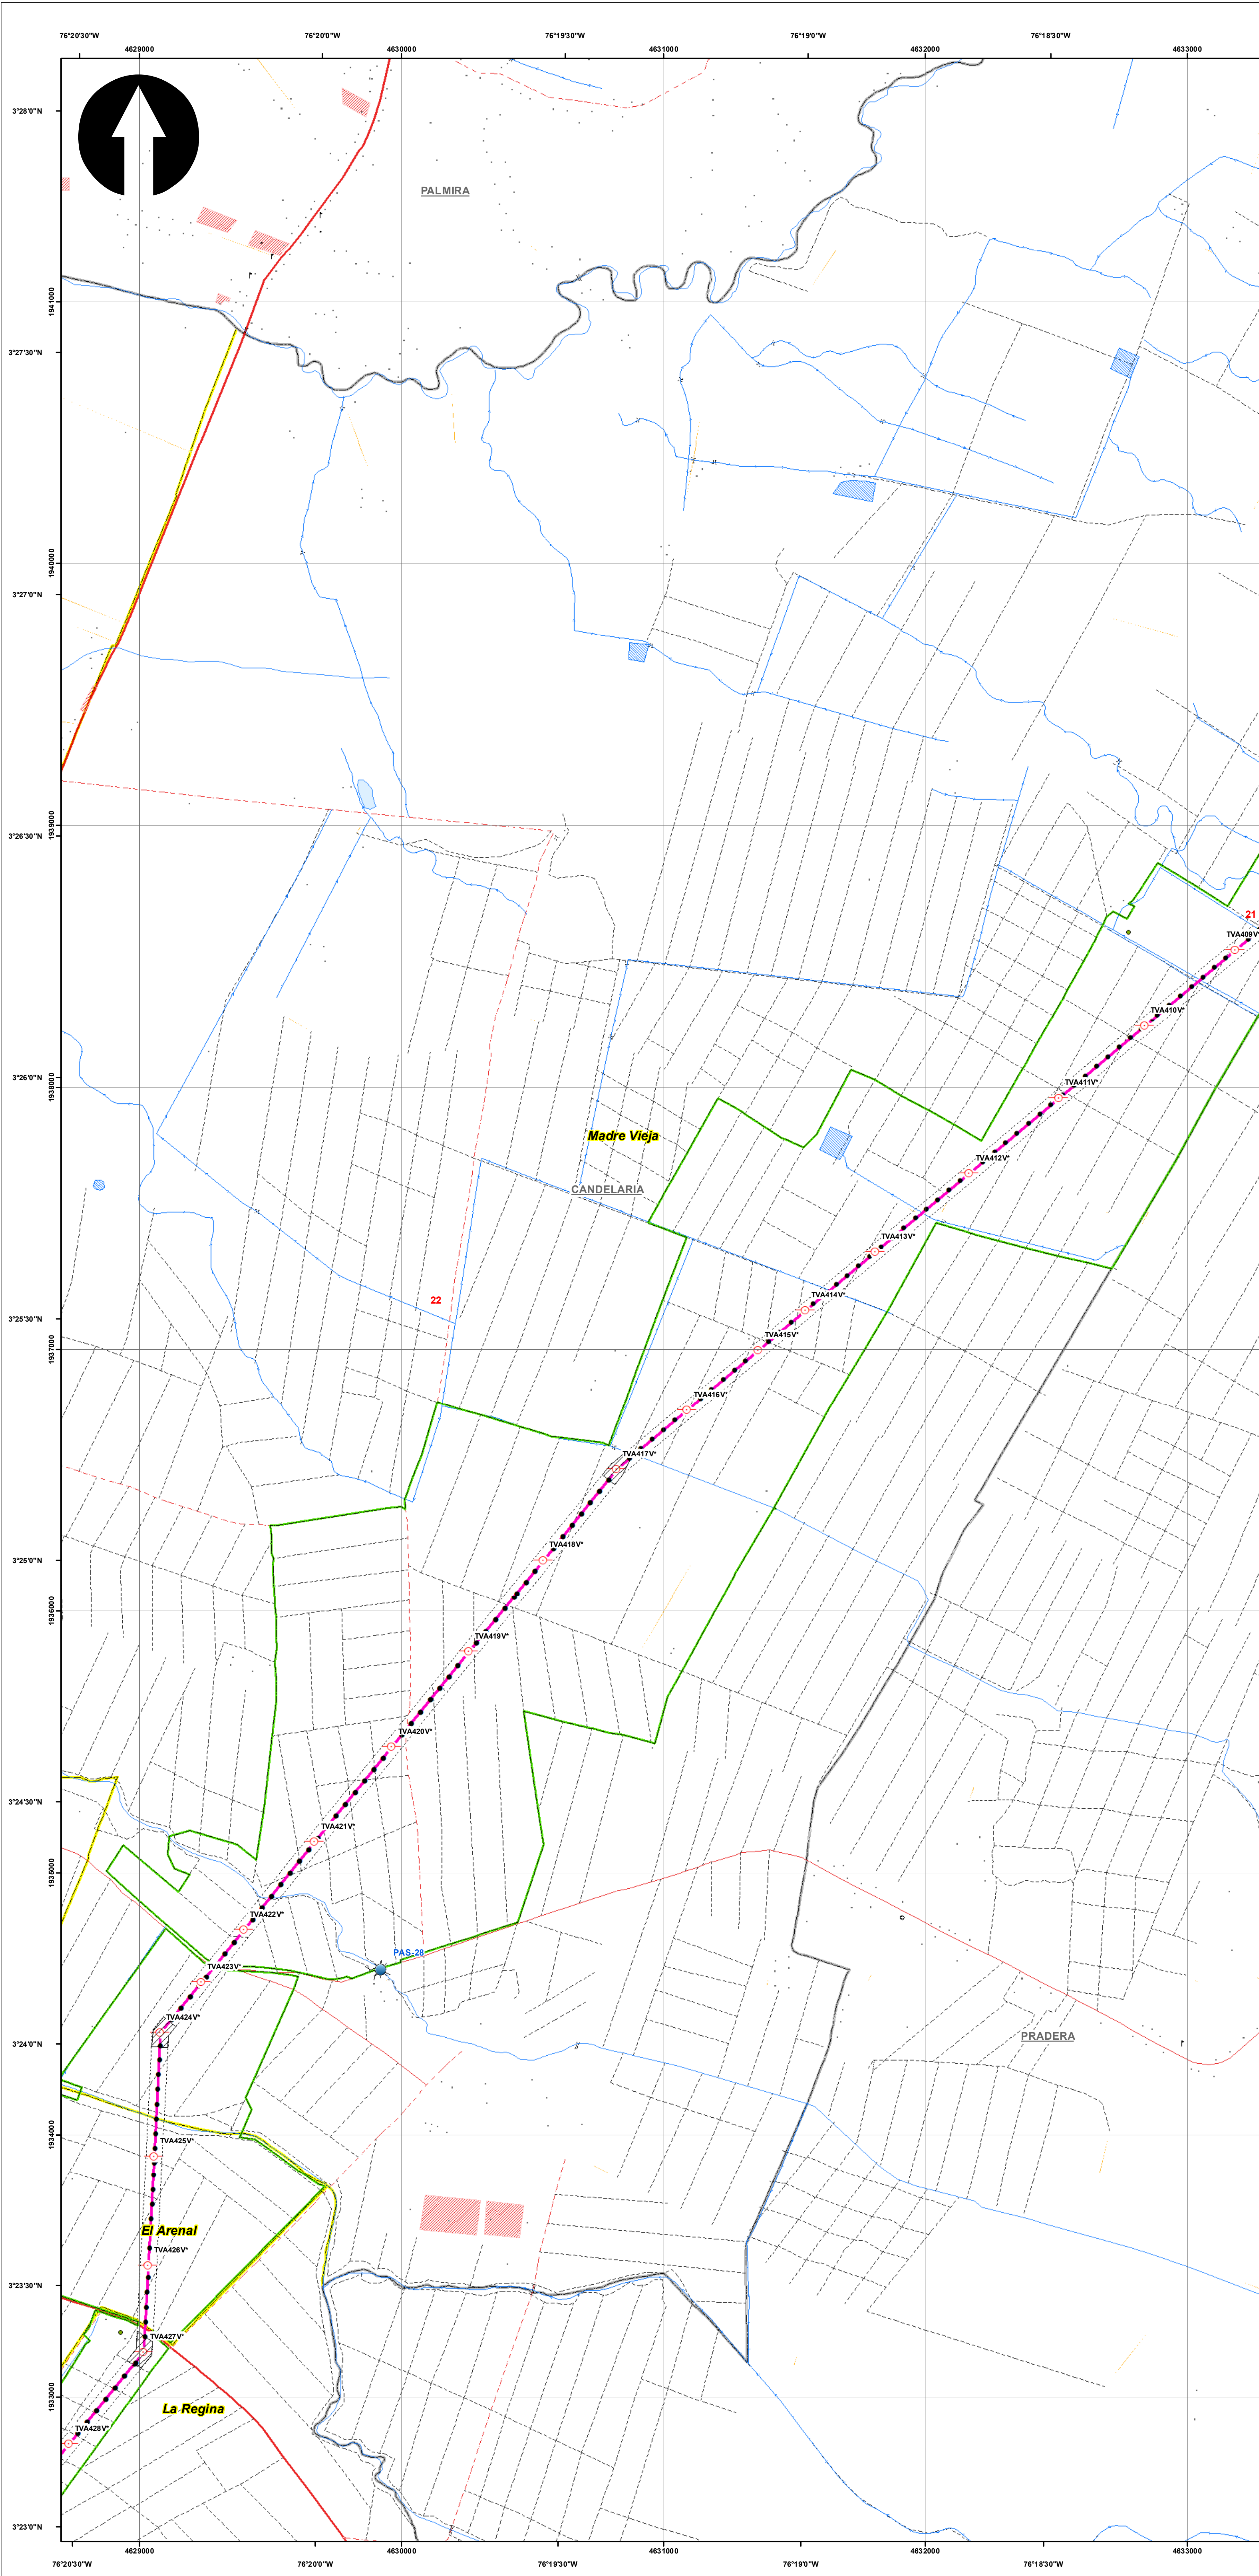 76°20'30"W
76°20'0"W
76°19'30"W
76°19'0"W
76°18'30"W
4629000
4630000
4631000
4632000
4633000
3°28'0"N
PALMIRA
1941000
3°27'30"N
1940000
3°27'0"N
1939000
3°26'30"N
21
TVA409V*
TVA410V*
3°26'0"N
1938000
TVA411V*
Madre Vieja
TVA412V*
CANDELARIA
TVA413V*
TVA414V*
22
3°25'30"N
TVA415V*
1937000
TVA416V*
TVA417V*
TVA418V*
3°25'0"N
1936000
TVA419V*
TVA420V*
3°24'30"N
TVA421V*
1935000
TVA422V*
PAS-28
TVA423V*
TVA424V*
PRADERA
3°24'0"N
1934000
TVA425V*
El Arenal
TVA426V*
3°23'30"N
TVA427V*
1933000
La Regina
TVA428V*
3°23'0"N
4629000
4630000
4631000
4632000
4633000
76°20'30"W
76°20'0"W
76°19'30"W
76°19'0"W
76°18'30"W